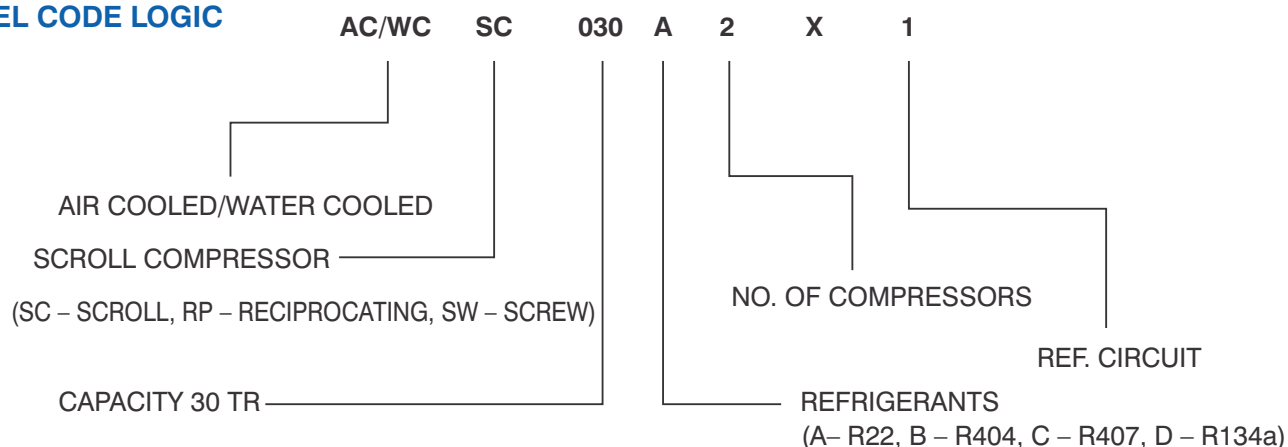 EL CODE LOGIC
AC/WC SC 030 A 2 X 1
AIR COOLED/WATER COOLED
SCROLL COMPRESSOR
(SC – SCROLL, RP – RECIPROCATING, SW – SCREW)
NO. OF COMPRESSORS
REF. CIRCUIT
CAPACITY 30 TR
REFRIGERANTS
(A– R22, B – R404, C – R407, D – R134a)